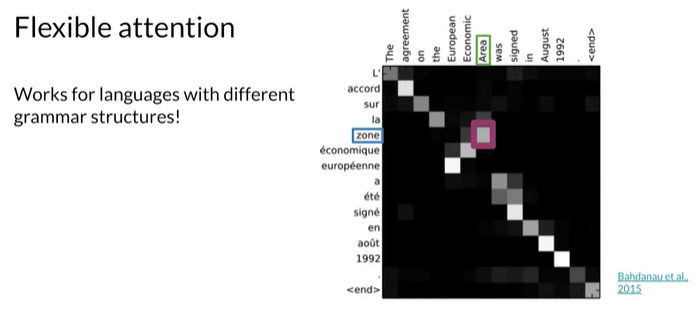 Flexible attention
Works for languages with different
grammar structures!
The
agreement
on
the
European
Economic
Area
was
signed
in
August
1992
.
<end>
L'
accord
sur
la
zone
économique
européenne
a
été
signé
en
août
1992
.
<end>
Bahdanau et al.,
2015